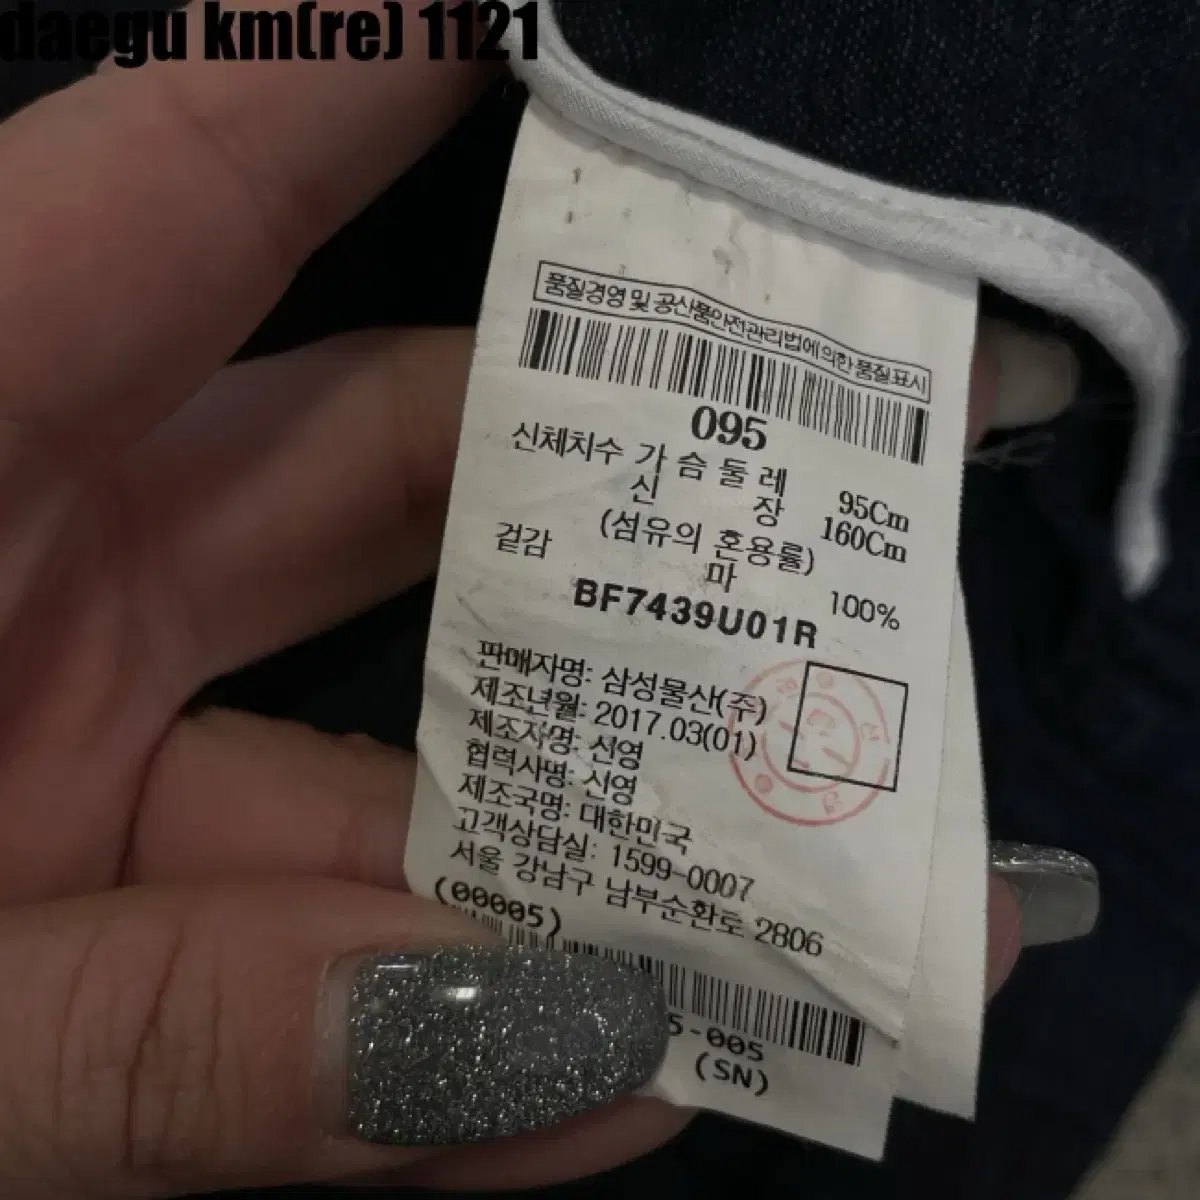 daegu km(re) 1121
품질경영 및 공산품안전관리법에의한 품질표시
095
신체치수 가 슴 둘 레 95Cm
신 장 160Cm
(섬유의 혼용률)
겉감 마 100%
BF7439U01R
판매자명: 삼성물산(주)
제조년월: 2017.03(01)
제조자명: 선영
협력사명: 선영
제조국명: 대한민국
고객상담실: 1599-0007
서울 강남구 남부순환로 2806
(00005)
5-005
(SN)